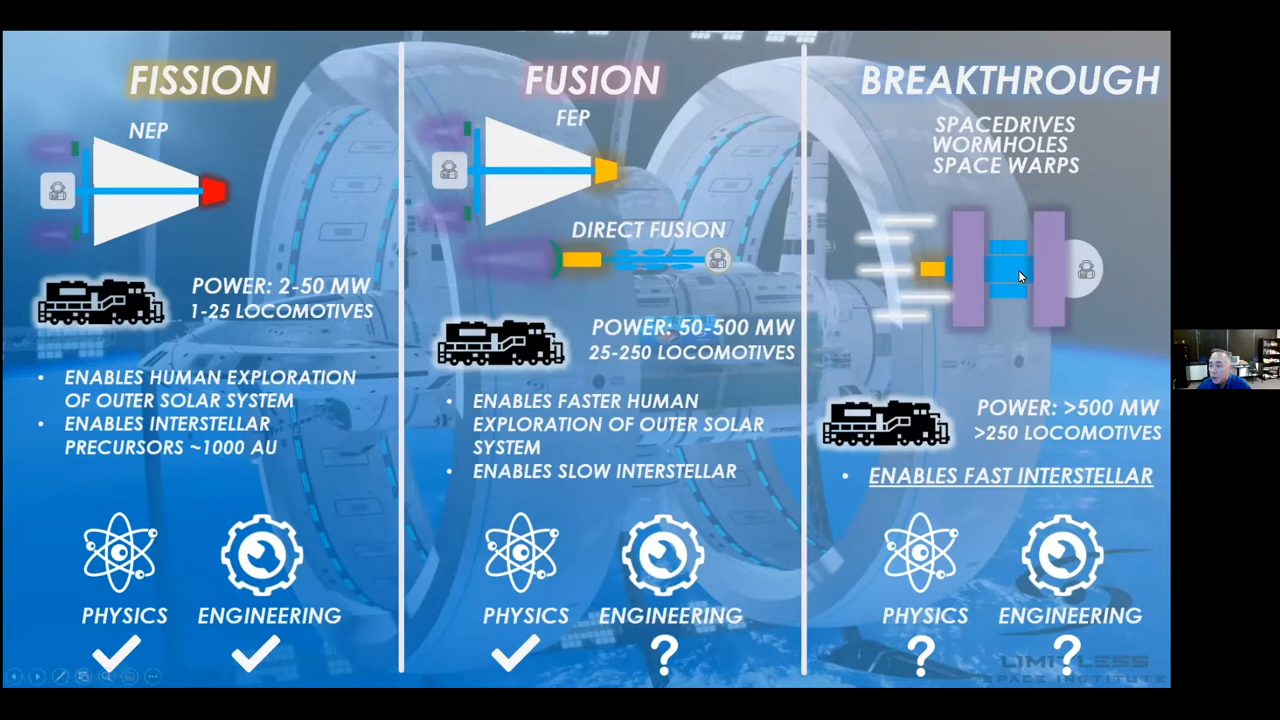 FISSION
NEP
POWER: 2-50 MW
1-25 LOCOMOTIVES
• ENABLES HUMAN EXPLORATION
OF OUTER SOLAR SYSTEM
• ENABLES INTERSTELLAR
PRECURSORS ~1000 AU
PHYSICS
ENGINEERING
FUSION
FEP
DIRECT FUSION
POWER: 50-500 MW
25-250 LOCOMOTIVES
• ENABLES FASTER HUMAN
EXPLORATION OF OUTER SOLAR
SYSTEM
• ENABLES SLOW INTERSTELLAR
PHYSICS
ENGINEERING
?
BREAKTHROUGH
SPACEDRIVES
WORMHOLES
SPACE WARPS
POWER: >500 MW
>250 LOCOMOTIVES
• ENABLES FAST INTERSTELLAR
PHYSICS
ENGINEERING
?
?
LIMITLESS
SPACE INSTITUTE